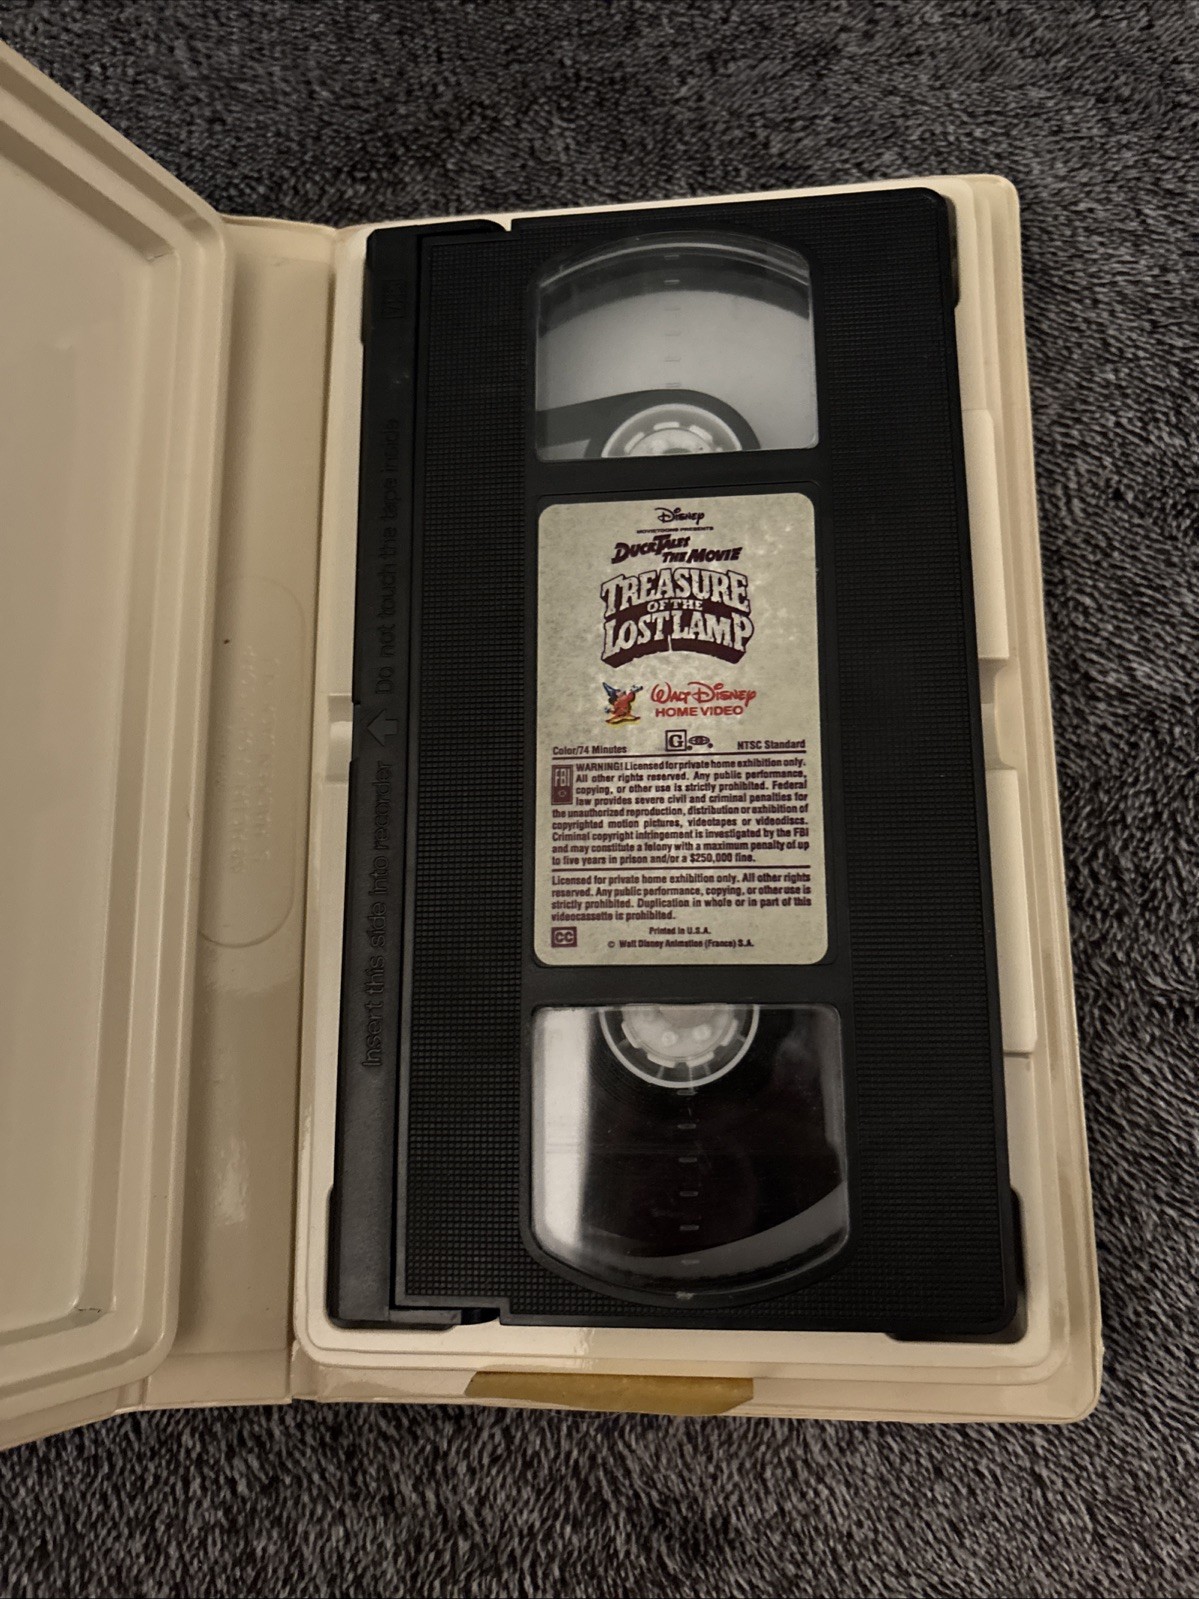 Disney
MOVIETOONS PRESENTS
DUCKTALES
THE MOVIE
TREASURE
OF THE
LOST LAMP
WALT DISNEY
HOME VIDEO
Color/74 Minutes
G
NTSC Standard
FBI
WARNING! Licensed for private home exhibition only.
All other rights reserved. Any public performance,
copying, or other use is strictly prohibited. Federal
law provides severe civil and criminal penalties for
the unauthorized reproduction, distribution or exhibition of
copyrighted motion pictures, videotapes or videodiscs.
Criminal copyright infringement is investigated by the FBI
and may constitute a felony with a maximum penalty of up
to five years in prison and/or a $250,000 fine.
Licensed for private home exhibition only. All other rights
reserved. Any public performance, copying, or other use is
strictly prohibited. Duplication in whole or in part of this
videocassette is prohibited.
CC
Printed in U.S.A.
© Walt Disney Animation (France) S.A.
Insert this side into recorder
Do not touch the tape inside